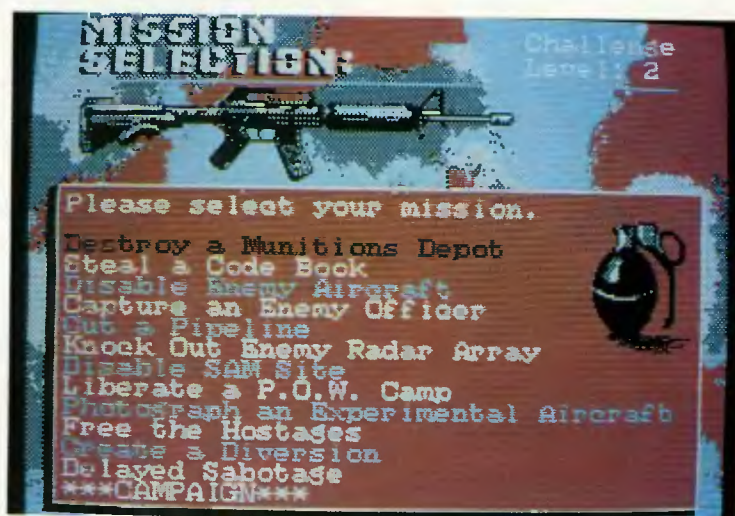 MISSION
SELECTION:
Challenge
Level: 2
Please select your mission.
Destroy a Munitions Depot
Steal a Code Book
Disable Enemy Aircraft
Capture an Enemy Officer
Cut a Pipeline
Knock Out Enemy Radar Array
Disable SAM Site
Liberate a P.O.W. Camp
Photograph an Experimental Aircraft
Free the Hostages
Create a Diversion
Delayed Sabotage
***CAMPAIGN***